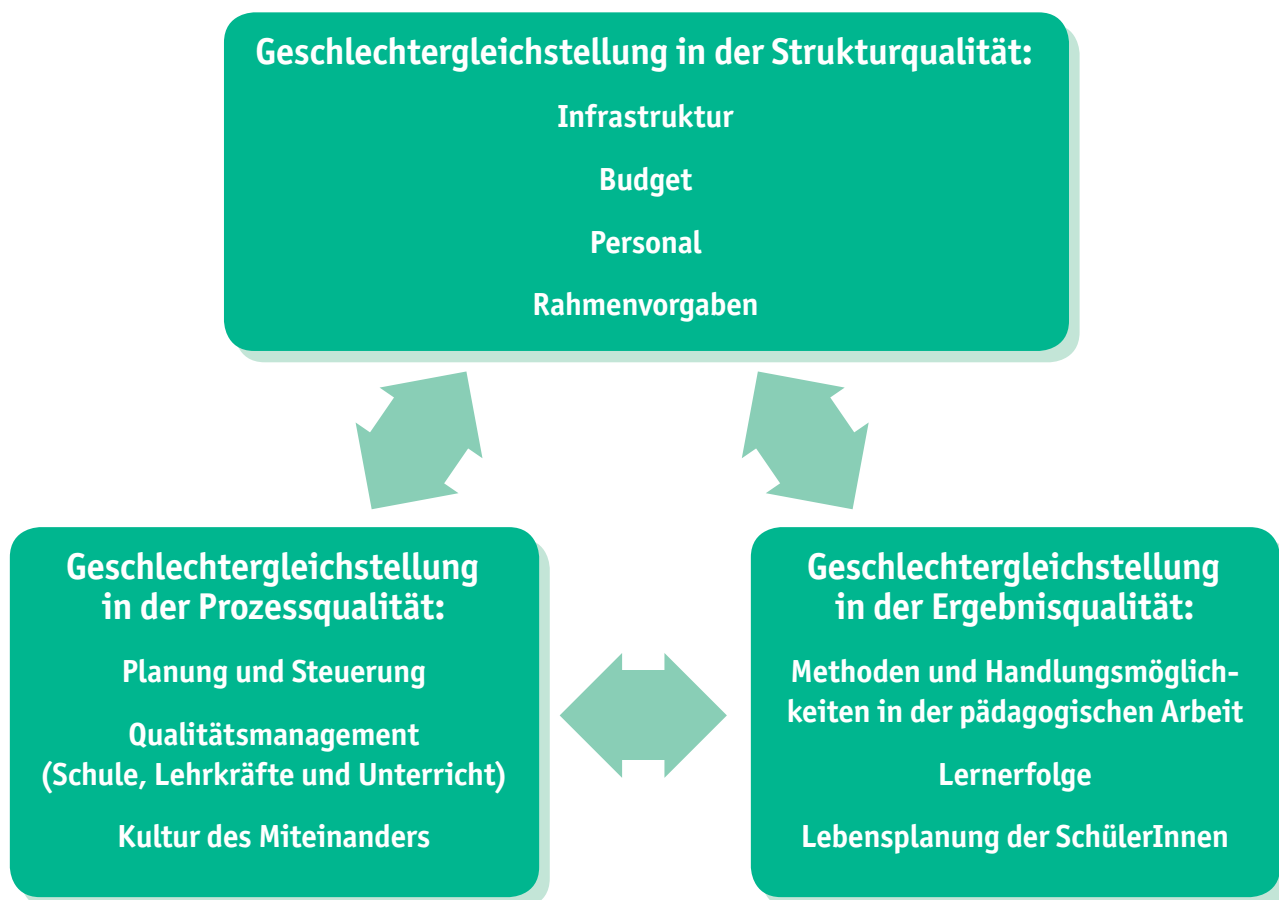 Geschlechtergleichstellung in der Strukturqualität:
Infrastruktur
Budget
Personal
Rahmenvorgaben
Geschlechtergleichstellung
in der Prozessqualität:
Planung und Steuerung
Qualitätsmanagement
(Schule, Lehrkräfte und Unterricht)
Kultur des Miteinanders
Geschlechtergleichstellung
in der Ergebnisqualität:
Methoden und Handlungsmöglich-
keiten in der pädagogischen Arbeit
Lernerfolge
Lebensplanung der SchülerInnen